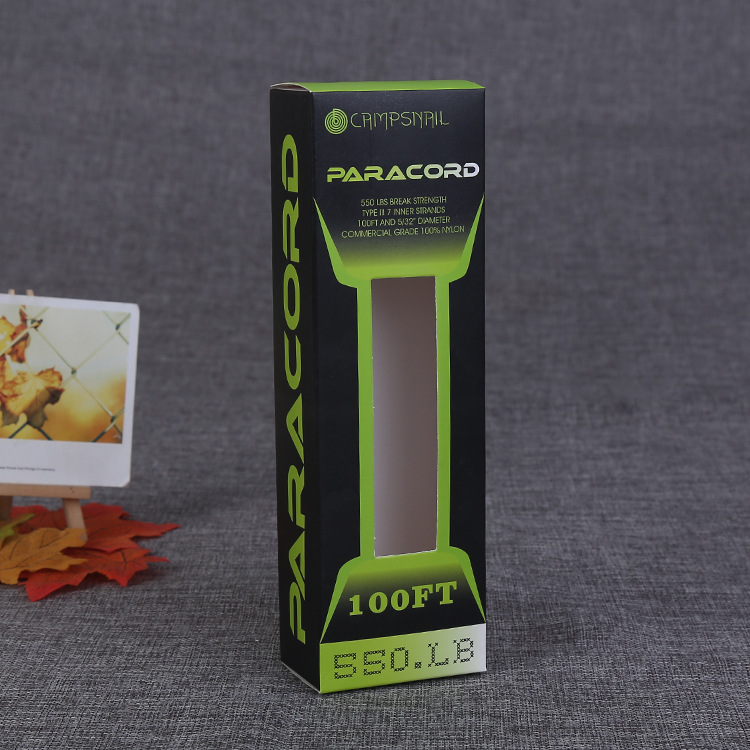 CAMPSNAIL
PARACORD
550 LBS BREAK STRENGTH
TYPE III 7 INNER STRANDS
100FT AND 5/32" DIAMETER
COMMERCIAL GRADE 100% NYLON
100FT
550.LB
PARACORD